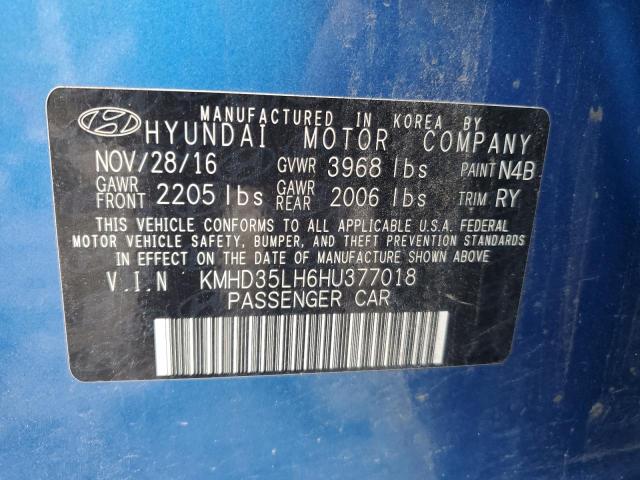 MANUFACTURED IN KOREA BY
HYUNDAI MOTOR COMPANY
NOV/28/16 GVWR 3968 lbs PAINT N4B
GAWR FRONT 2205 lbs GAWR REAR 2006 lbs TRIM RY
THIS VEHICLE CONFORMS TO ALL APPLICABLE U.S.A. FEDERAL
MOTOR VEHICLE SAFETY, BUMPER, AND THEFT PREVENTION STANDARDS
IN EFFECT ON THE DATE OF MANUFACTURE SHOWN ABOVE
V.I.N KMHD35LH6HU377018
PASSENGER CAR